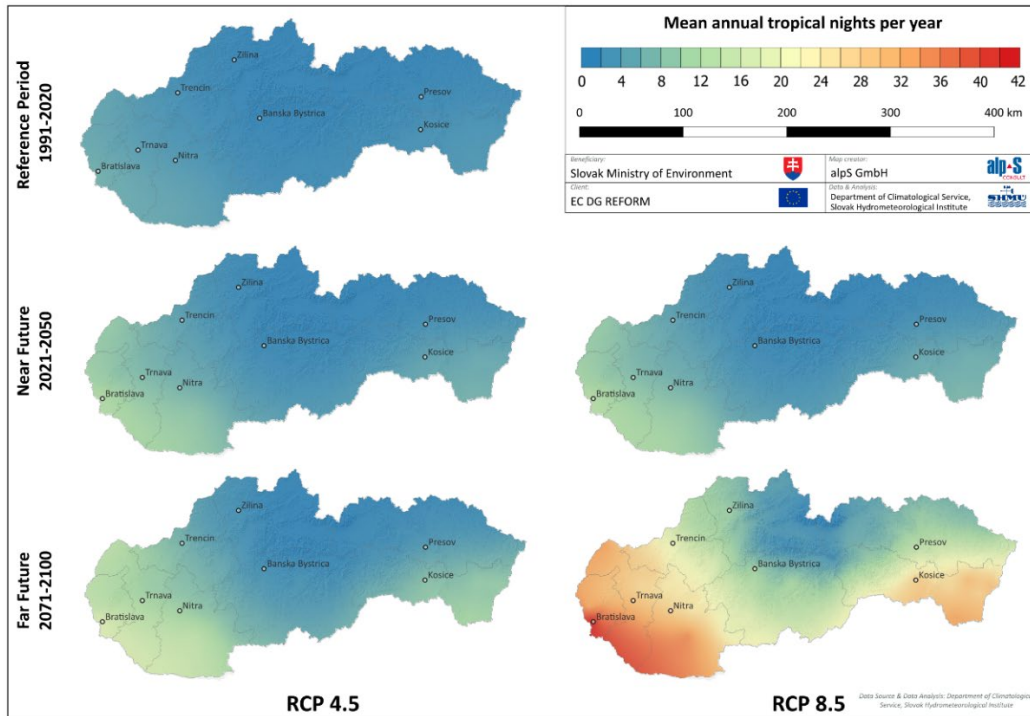 Mean annual tropical nights per year
0 4 8 10 12 16 20 24 28 32 36 42
0 100 200 300 400 km
Beneficiary:
Slovak Ministry of Environment
Map creator:
alpS GmbH
alpS
CONSULT
Client:
EC DG REFORM
Data & Analysis:
Department of Climatological Service,
Slovak Hydrometeorological Institute
SHMÚ
Reference Period
1991-2020
Zilina
Trencin
Presov
Banska Bystrica
Kosice
Trnava
Nitra
Bratislava
Near Future
2021-2050
Zilina
Trencin
Presov
Banska Bystrica
Kosice
Trnava
Nitra
Bratislava
Zilina
Trencin
Presov
Banska Bystrica
Kosice
Trnava
Nitra
Bratislava
Far Future
2071-2100
Zilina
Trencin
Presov
Banska Bystrica
Kosice
Trnava
Nitra
Bratislava
Zilina
Trencin
Presov
Banska Bystrica
Kosice
Trnava
Nitra
Bratislava
RCP 4.5
RCP 8.5
Data Source & Data Analysis: Department of Climatological
Service, Slovak Hydrometeorological Institute